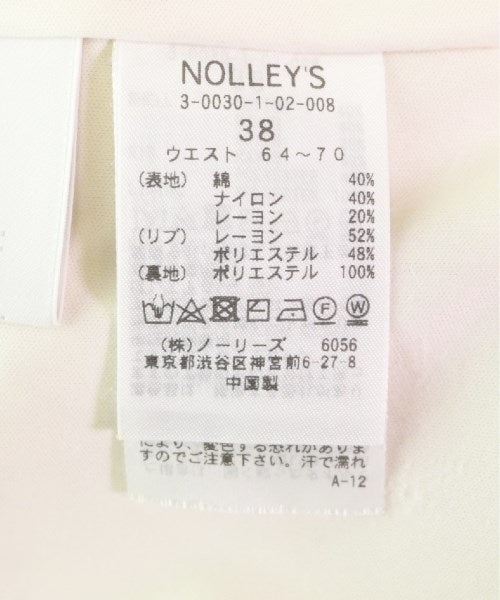 NOLLEY'S
3-0030-1-02-008
38
ウエスト 64～70
(表地) 綿 40%
ナイロン 40%
レーヨン 20%
(リブ) レーヨン 52%
ポリエステル 48%
(裏地) ポリエステル 100%
(株)ノーリーズ 6056
東京都渋谷区神宮前6-27-8
中国製
により、変色する恐れがありま
すのでご注意下さい。汗で濡れ
A-12